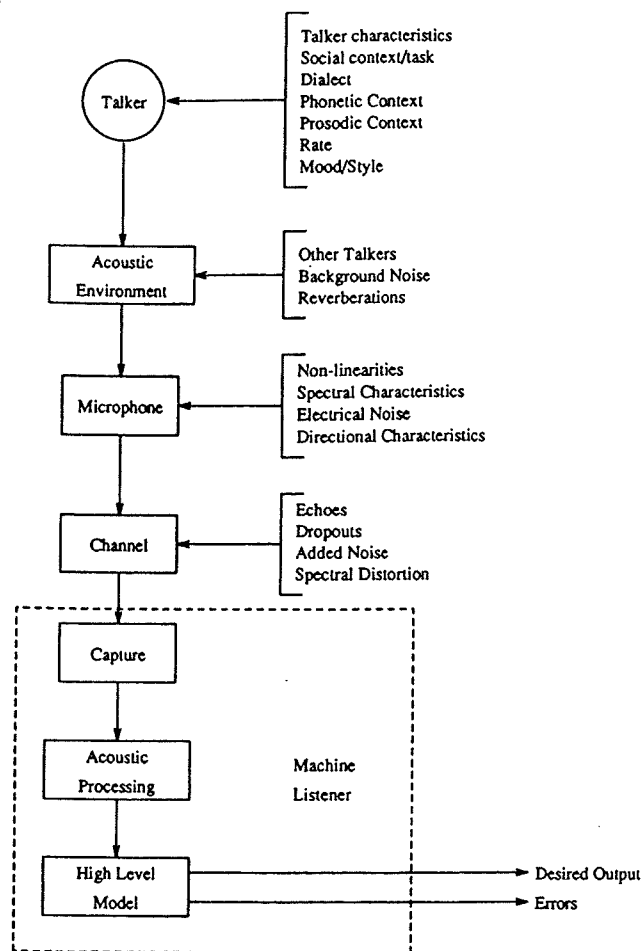 Talker characteristics
Social context/task
Dialect
Phonetic Context
Prosodic Context
Rate
Mood/Style
Talker
Other Talkers
Background Noise
Reverberations
Acoustic
Environment
Non-linearities
Spectral Characteristics
Electrical Noise
Directional Characteristics
Microphone
Echoes
Dropouts
Added Noise
Spectral Distortion
Channel
Capture
Acoustic
Processing
Machine
Listener
High Level
Model
Desired Output
Errors